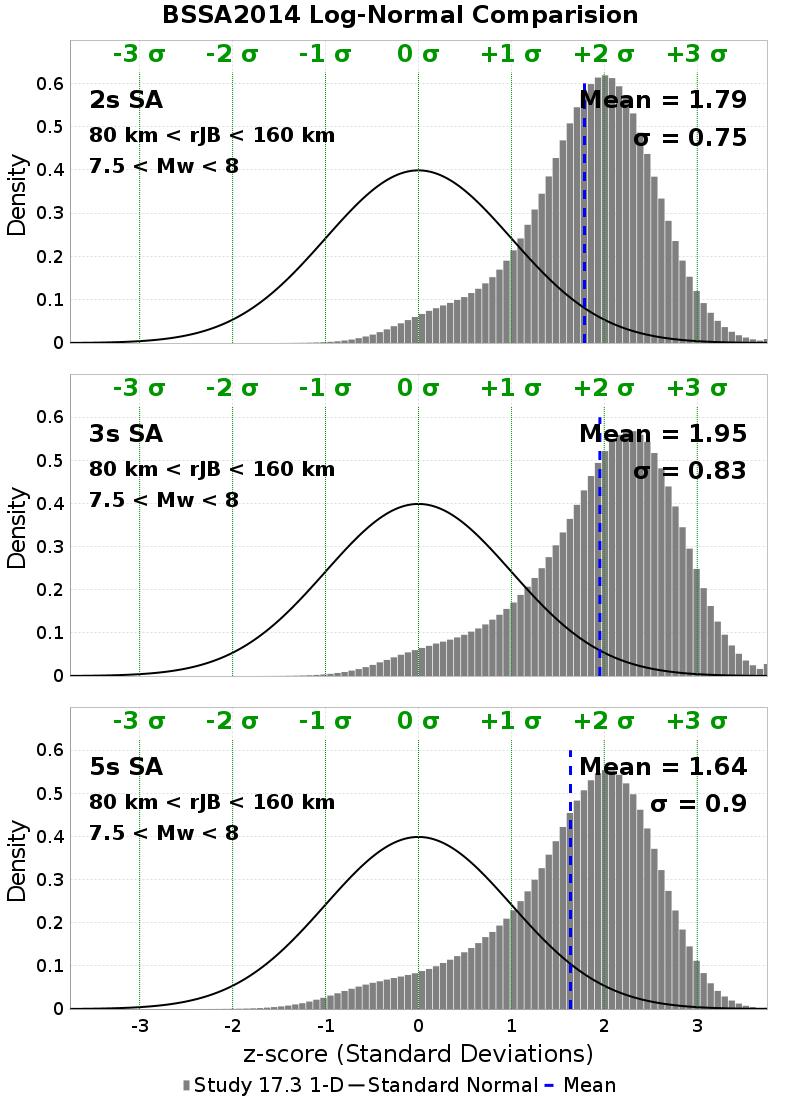 BSSA2014 Log-Normal Comparision
-3 σ -2 σ -1 σ 0 σ +1 σ +2 σ +3 σ
2s SA
Mean = 1.79
80 km < rJB < 160 km
σ = 0.75
7.5 < Mw < 8
Density
0.6
0.5
0.4
0.3
0.2
0.1
0
-3 σ -2 σ -1 σ 0 σ +1 σ +2 σ +3 σ
3s SA
Mean = 1.95
80 km < rJB < 160 km
σ = 0.83
7.5 < Mw < 8
Density
0.6
0.5
0.4
0.3
0.2
0.1
0
-3 σ -2 σ -1 σ 0 σ +1 σ +2 σ +3 σ
5s SA
Mean = 1.64
80 km < rJB < 160 km
σ = 0.9
7.5 < Mw < 8
Density
0.6
0.5
0.4
0.3
0.2
0.1
0
-3 -2 -1 0 1 2 3
z-score (Standard Deviations)
Study 17.3 1-D Standard Normal Mean